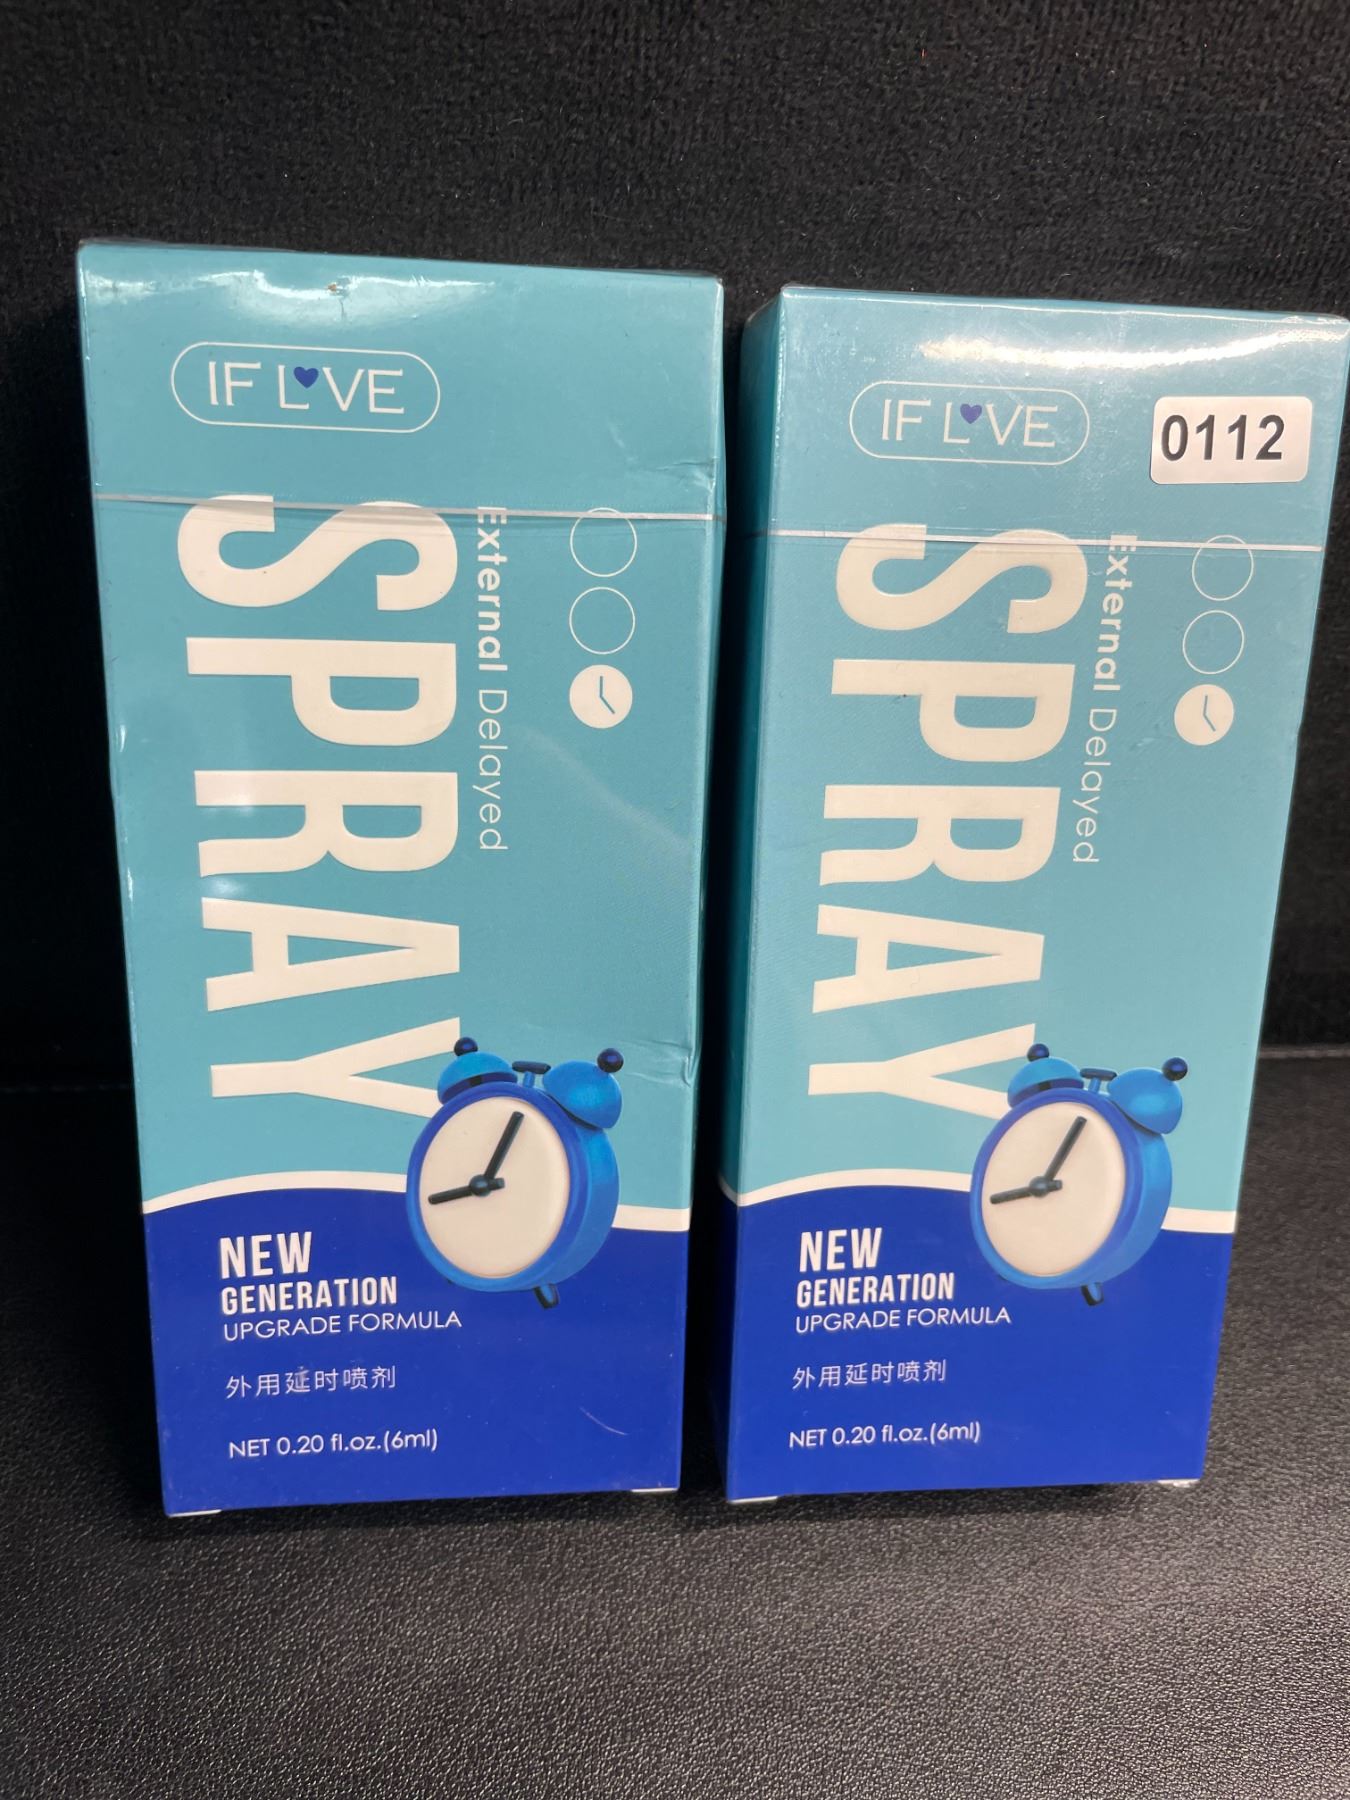 IF LOVE
SPRAY
External Delayed
NEW
GENERATION
UPGRADE FORMULA
外用延时喷剂
NET 0.20 fl.oz.(6ml)
IF LOVE
0112
SPRAY
External Delayed
NEW
GENERATION
UPGRADE FORMULA
外用延时喷剂
NET 0.20 fl.oz.(6ml)